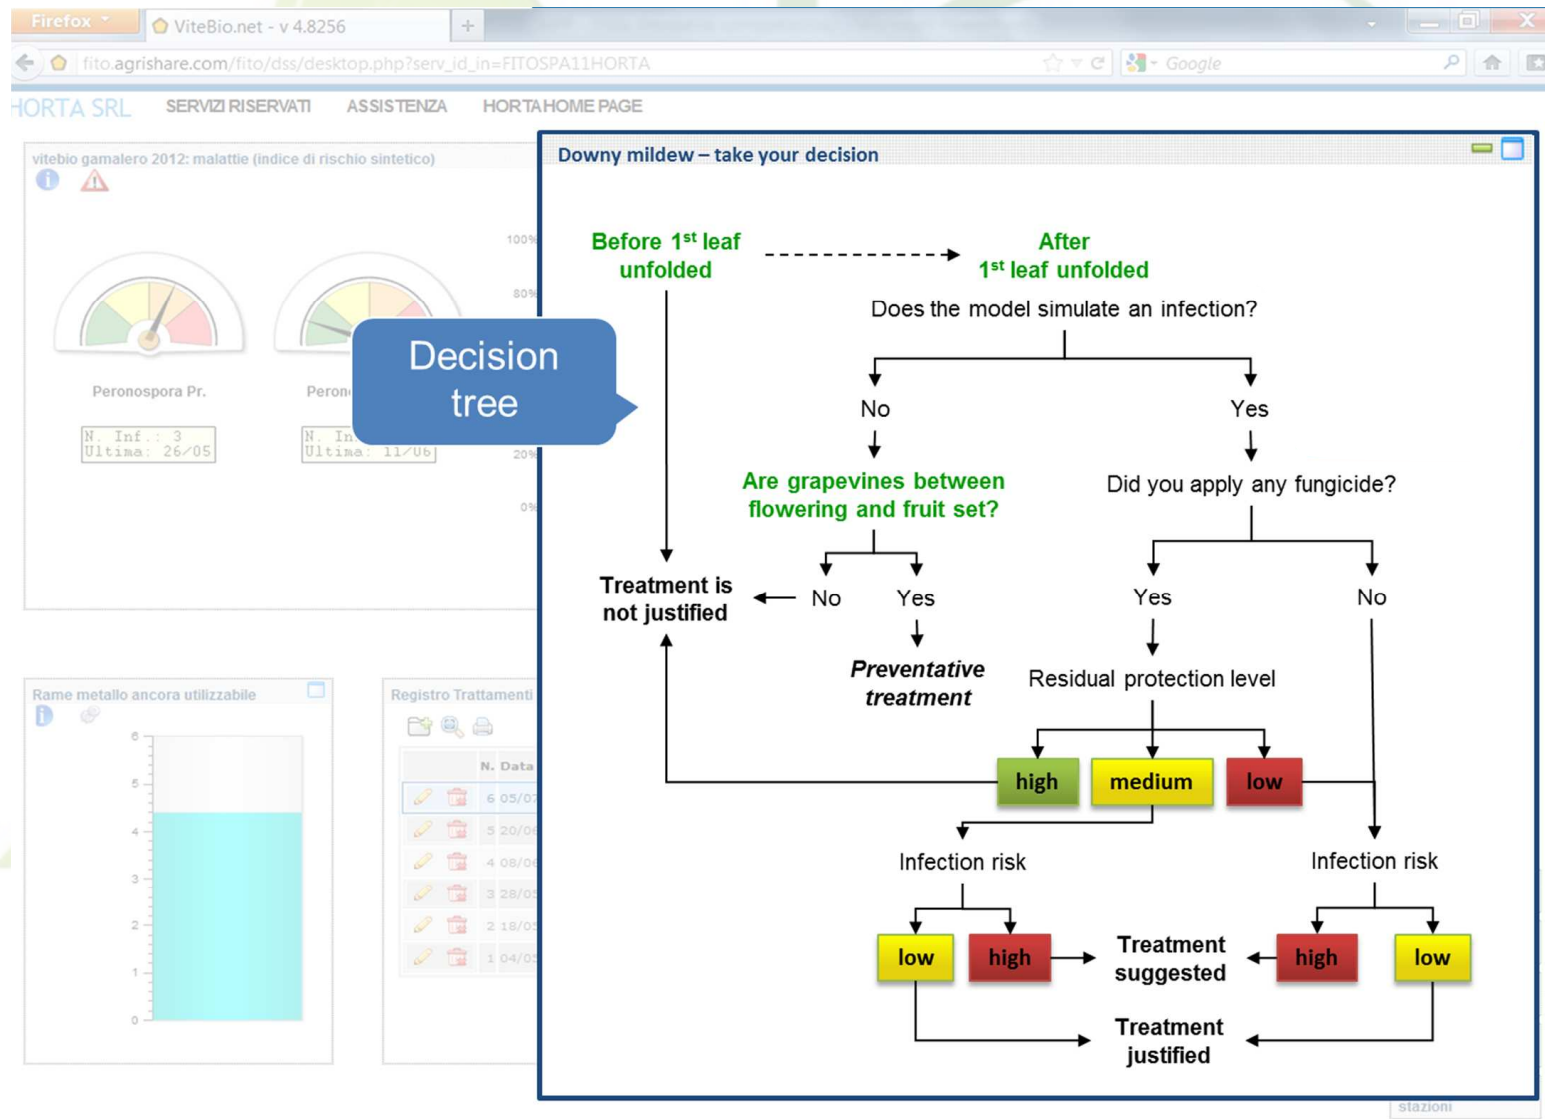 Firefox
ViteBio.net - v 4.8256
fito.agrishare.com/fito/dss/desktop.php?serv_id_in=FITOSPA11HORTA
Google
HORTA SRL SERVIZI RISERVATI ASSISTENZA HORTA HOME PAGE
vitebio gamalero 2012: malattie (indice di rischio sintetico)
100%
80%
20%
0%
Peronospora Pr.
N. Inf.: 3
Ultima: 26/05
Ultima: 11/06
Decision
tree
Downy mildew – take your decision
Before 1st leaf
unfolded
After
1st leaf unfolded
Does the model simulate an infection?
No
Yes
Are grapevines between
flowering and fruit set?
Did you apply any fungicide?
Treatment is
not justified
No
Yes
Yes
No
Preventative
treatment
Residual protection level
high
medium
low
Infection risk
Infection risk
low
high
Treatment
suggested
high
low
Treatment
justified
Rame metallo ancora utilizzabile
6
5
4
3
2
1
0
Registro Trattamenti
N. Data
6 05/07
5 20/06
4 08/06
3 28/05
2 18/05
1 04/05
stazioni